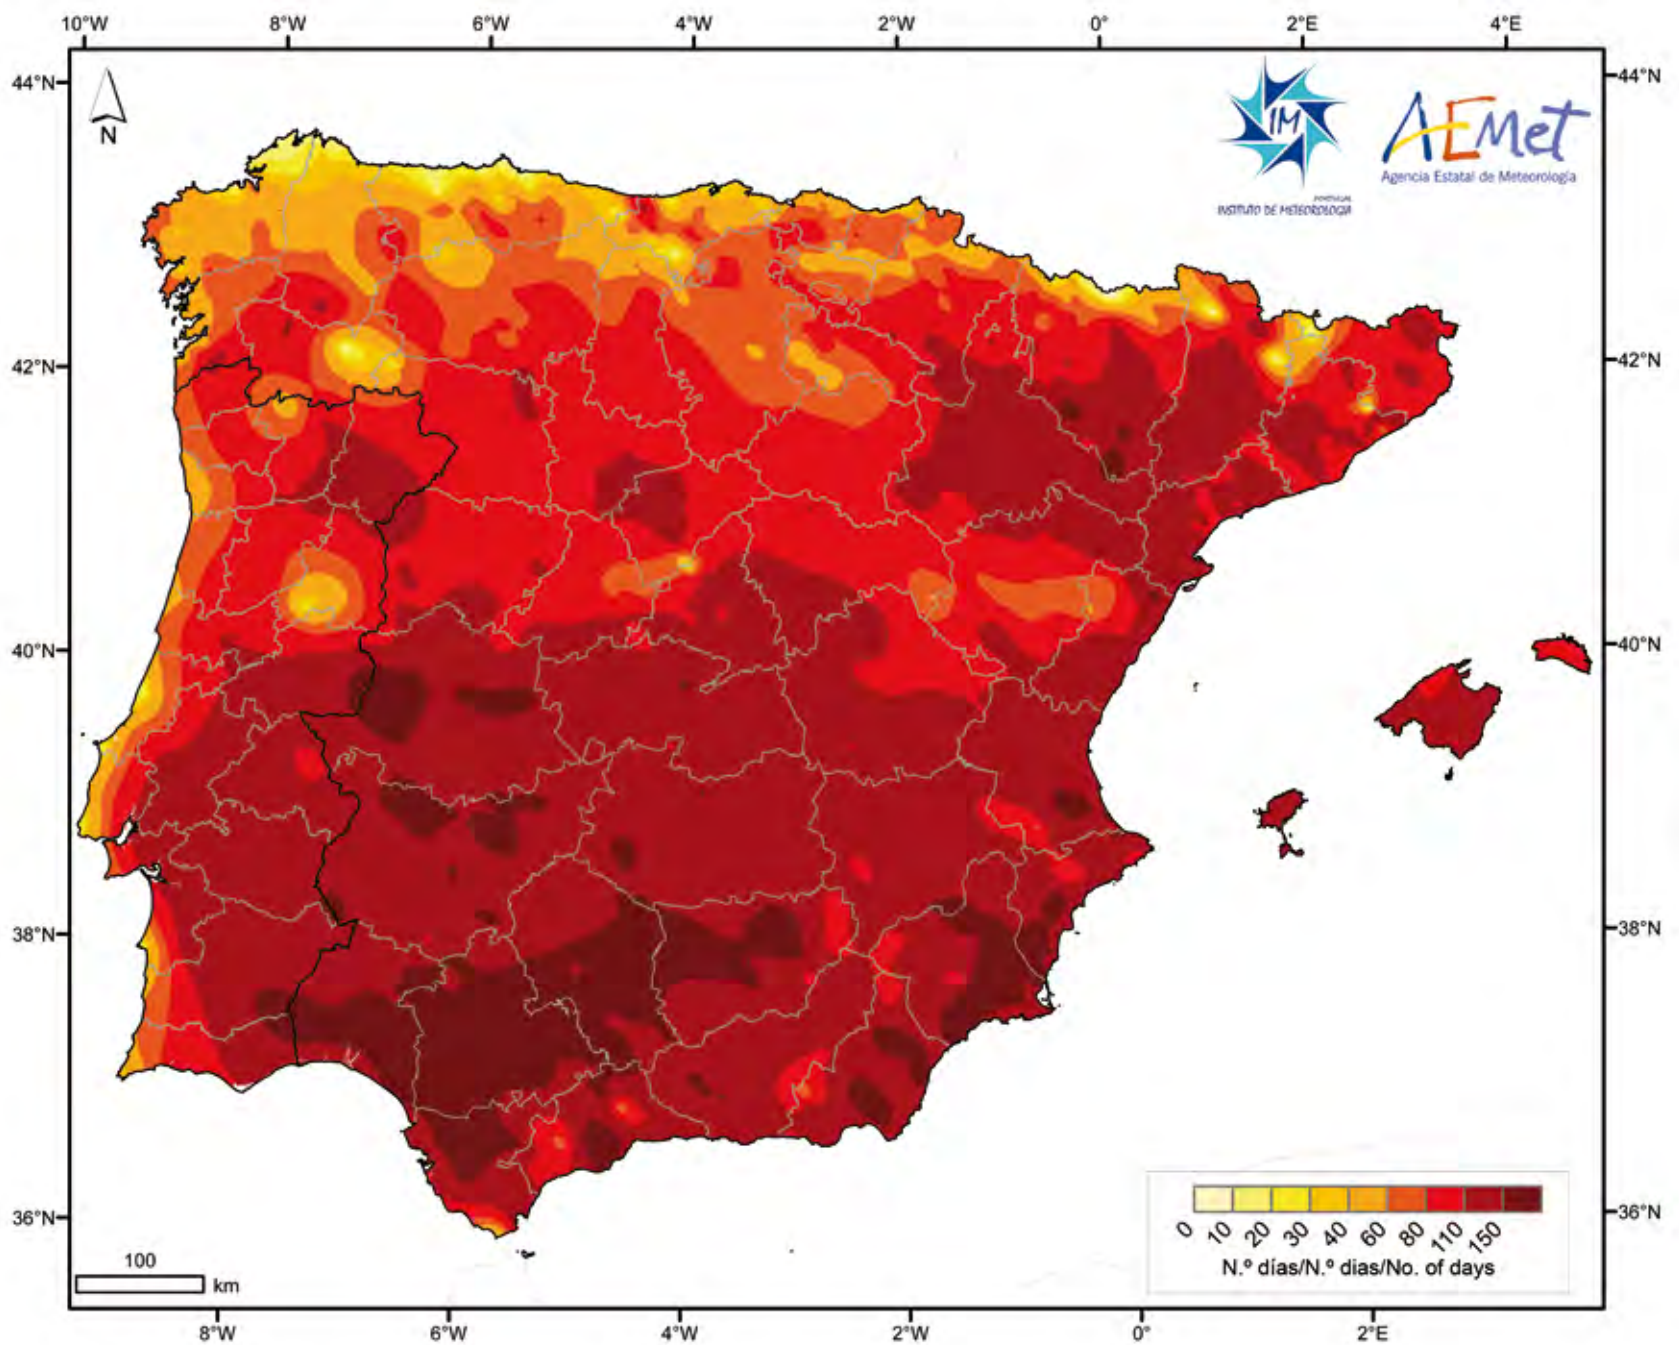 10°W 8°W 6°W 4°W 2°W 0° 2°E 4°E
44°N 44°N
N
IM
AEMet
Agencia Estatal de Meteorología
PORTUGAL
INSTITUTO DE METEOROLOGIA
42°N 42°N
40°N 40°N
38°N 38°N
36°N 36°N
0 10 20 30 40 60 80 110 150
N.º días/N.º dias/No. of days
100
km
8°W 6°W 4°W 2°W 0° 2°E